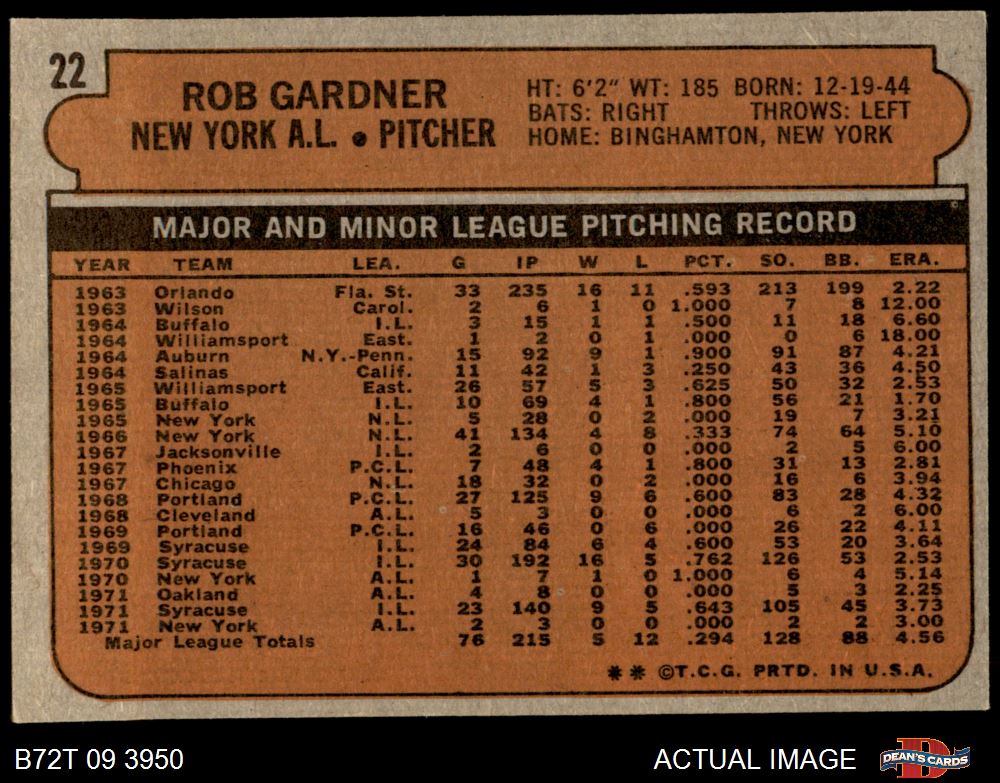 22
ROB GARDNER
NEW YORK A.L. • PITCHER
HT: 6'2" WT: 185 BORN: 12-19-44
BATS: RIGHT THROWS: LEFT
HOME: BINGHAMTON, NEW YORK
©
MAJOR AND MINOR LEAGUE PITCHING RECORD
YEAR TEAM LEA. G IP W L PCT. SO. BB. ERA.
1963 Orlando Fla. St. 33 235 16 11 .593 213 199 2.22
1963 Wilson Carol. 2 6 1 0 1.000 7 8 12.00
1964 Buffalo I.L. 3 15 1 1 .500 11 18 6.60
1964 Williamsport East. 1 2 0 1 .000 0 6 18.00
1964 Auburn N.Y.-Penn. 15 92 9 1 .900 91 87 4.21
1964 Salinas Calif. 11 42 1 3 .250 43 36 4.50
1965 Williamsport East. 26 57 5 3 .625 50 32 2.53
1965 Buffalo I.L. 10 69 4 1 .800 56 21 1.70
1965 New York N.L. 5 28 0 2 .000 19 7 3.21
1966 New York N.L. 41 134 4 8 .333 74 64 5.10
1967 Jacksonville I.L. 2 6 0 0 .000 2 5 6.00
1967 Phoenix P.C.L. 7 48 4 1 .800 31 13 2.81
1967 Chicago N.L. 18 32 0 2 .000 16 6 3.94
1968 Portland P.C.L. 27 125 9 6 .600 83 28 4.32
1968 Cleveland A.L. 5 3 0 0 .000 6 2 6.00
1969 Portland P.C.L. 16 46 0 6 .000 26 22 4.11
1969 Syracuse I.L. 24 84 6 4 .600 53 20 3.64
1970 Syracuse I.L. 30 192 16 5 .762 126 53 2.53
1970 New York A.L. 1 7 1 0 1.000 6 4 5.14
1971 Oakland A.L. 4 8 0 0 .000 5 3 2.25
1971 Syracuse I.L. 23 140 9 5 .643 105 45 3.73
1971 New York A.L. 2 3 0 0 .000 2 2 3.00
Major League Totals 76 215 5 12 .294 128 88 4.56
** ©T.C.G. PRTD. IN U.S.A.
B72T 09 3950
ACTUAL IMAGE
DEAN'S CARDS